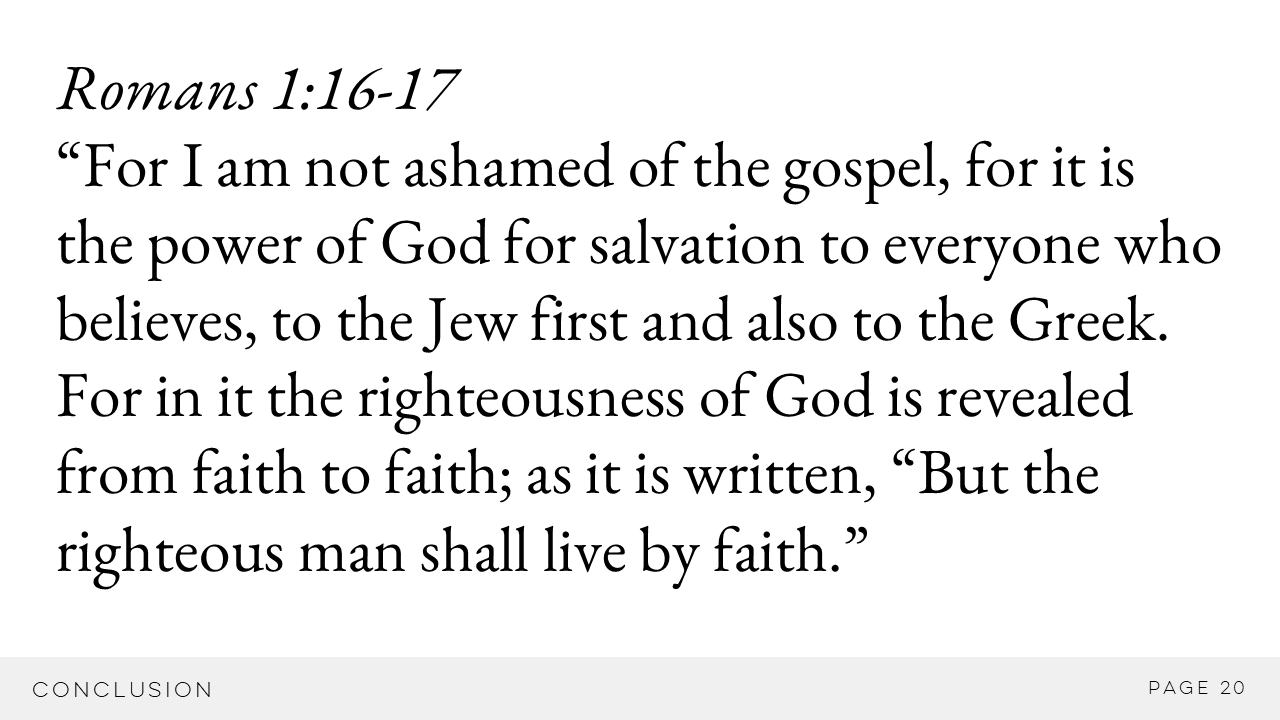 Romans 1:16-17
“For I am not ashamed of the gospel, for it is
the power of God for salvation to everyone who
believes, to the Jew first and also to the Greek.
For in it the righteousness of God is revealed
from faith to faith; as it is written, “But the
righteous man shall live by faith.”
CONCLUSION
PAGE 20